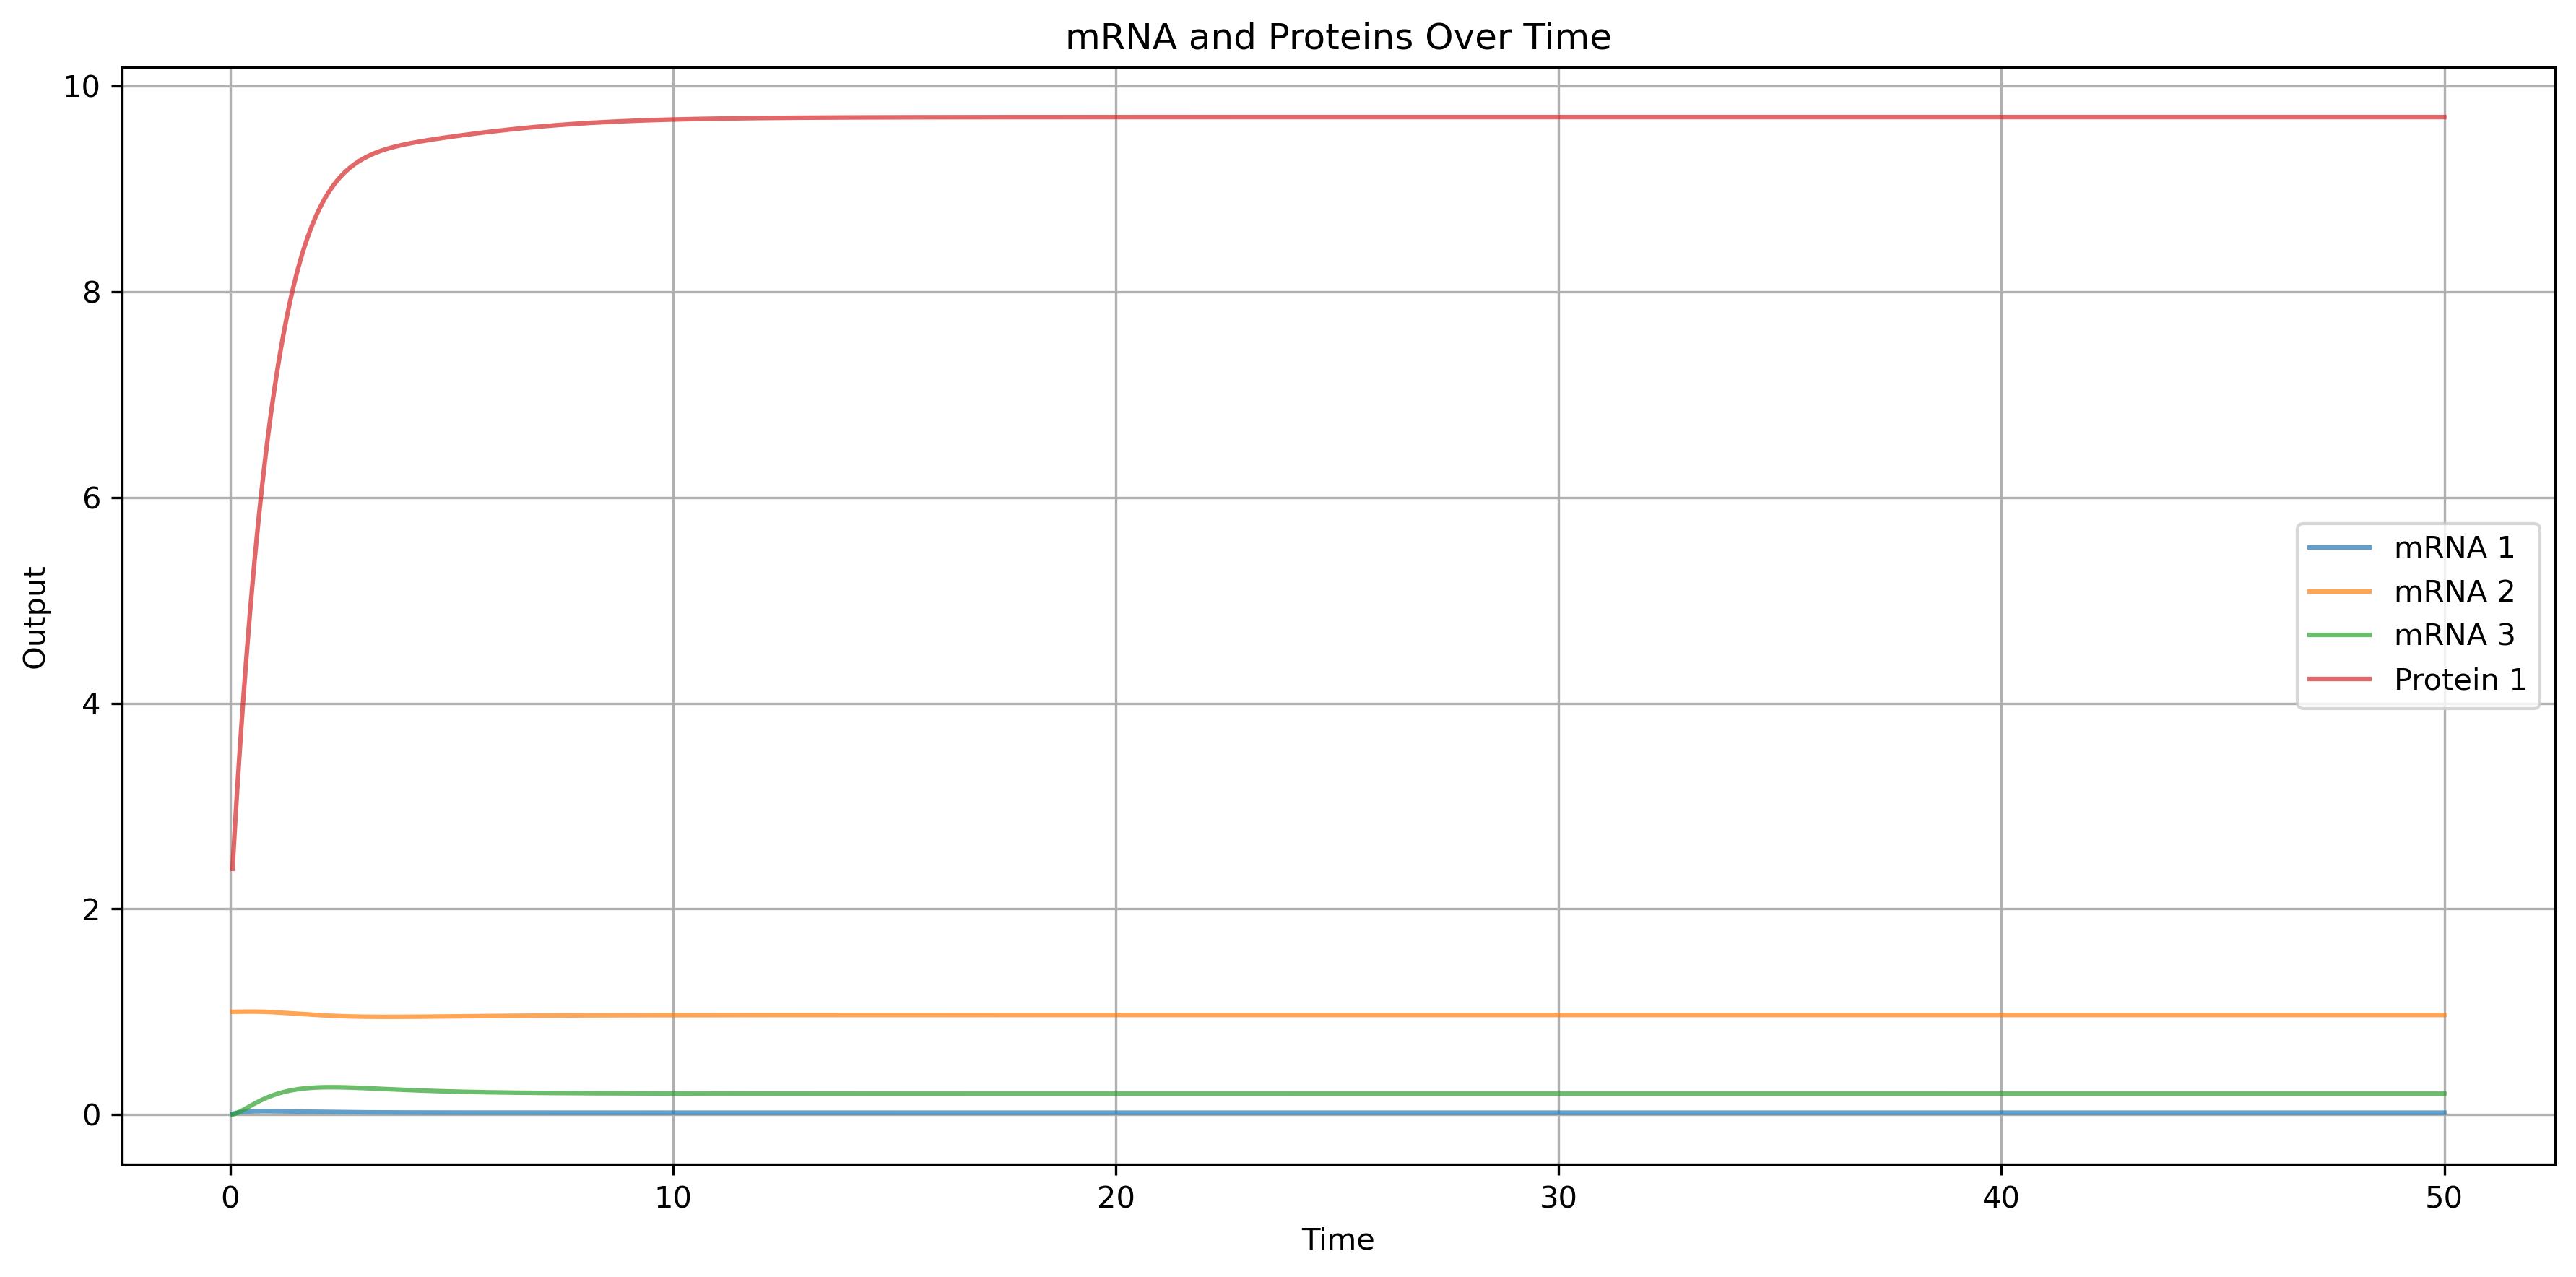 mRNA and Proteins Over Time
10
8
6
4
2
0
Output
mRNA 1
mRNA 2
mRNA 3
Protein 1
0 10 20 30 40 50
Time